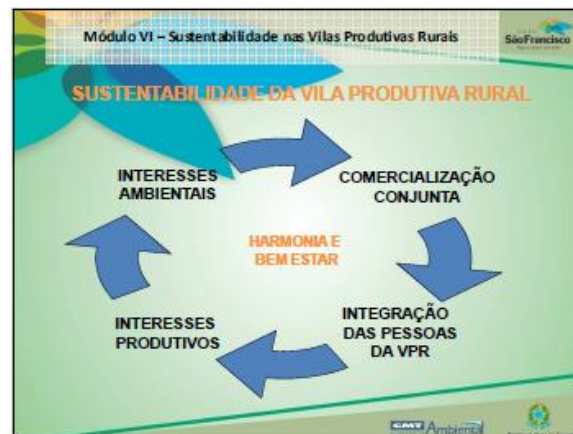 Módulo VI – Sustentabilidade nas Vilas Produtivas Rurais
São Francisco
SUSTENTABILIDADE DA VILA PRODUTIVA RURAL
INTERESSES
AMBIENTAIS
COMERCIALIZAÇÃO
CONJUNTA
HARMONIA E
BEM ESTAR
INTERESSES
PRODUTIVOS
INTEGRAÇÃO
DAS PESSOAS
DA VPR
CMT Ambiental